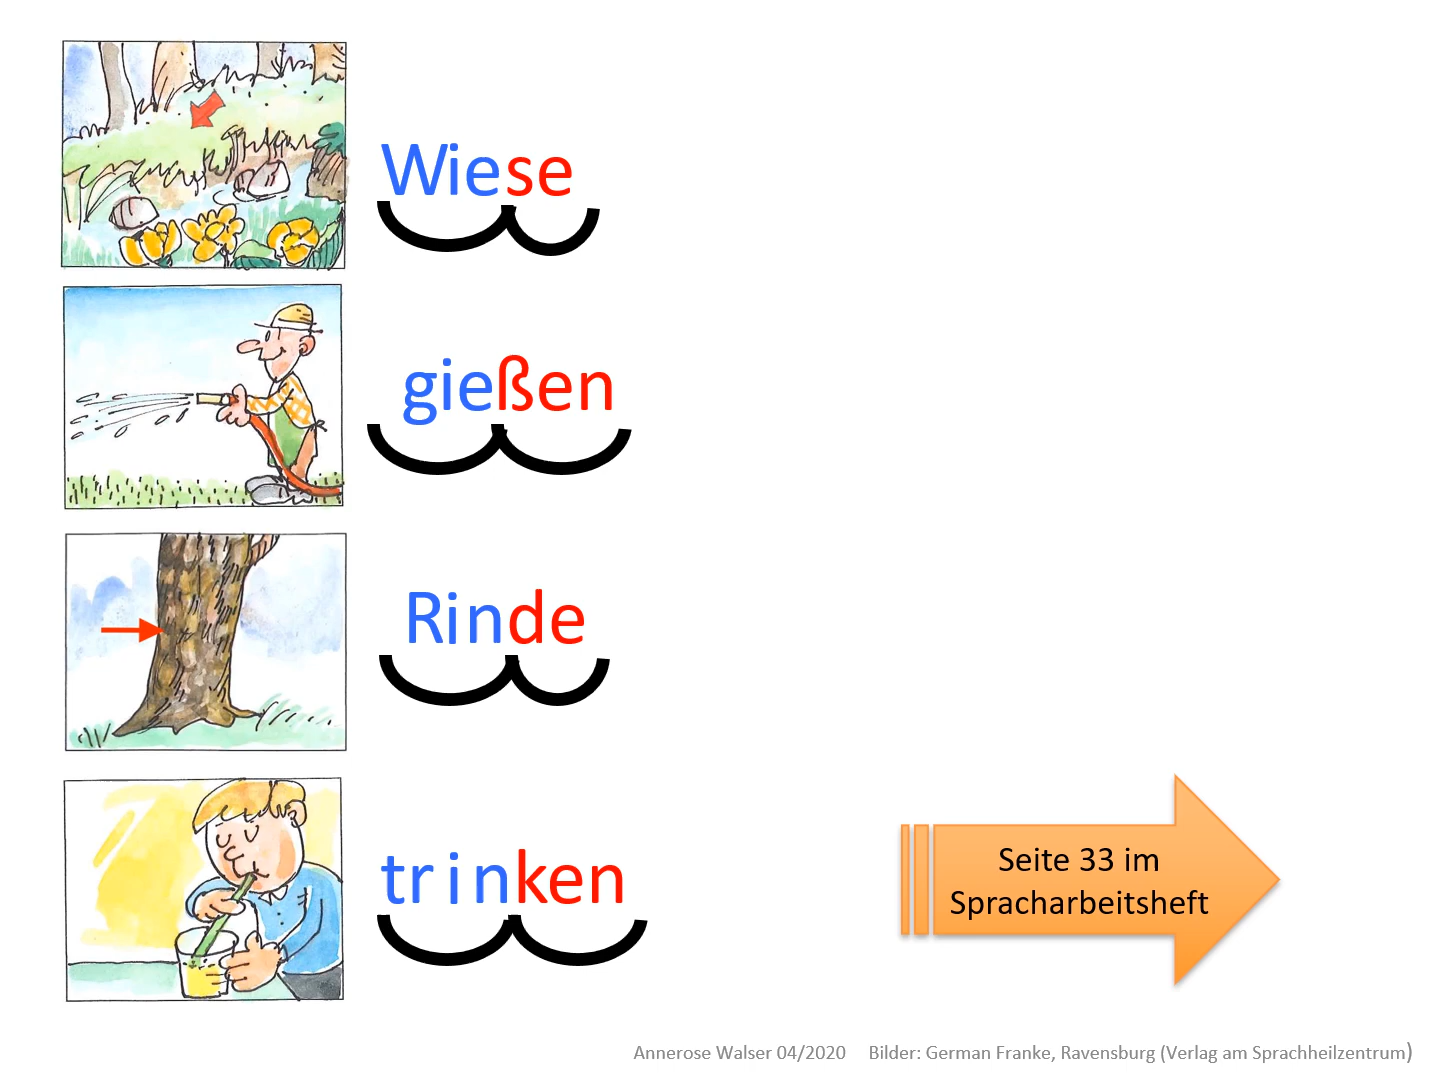 Wiese
gießen
Rinde
trinken
Seite 33 im
Spracharbeitsheft
Annerose Walser 04/2020 Bilder: German Franke, Ravensburg (Verlag am Sprachheilzentrum)